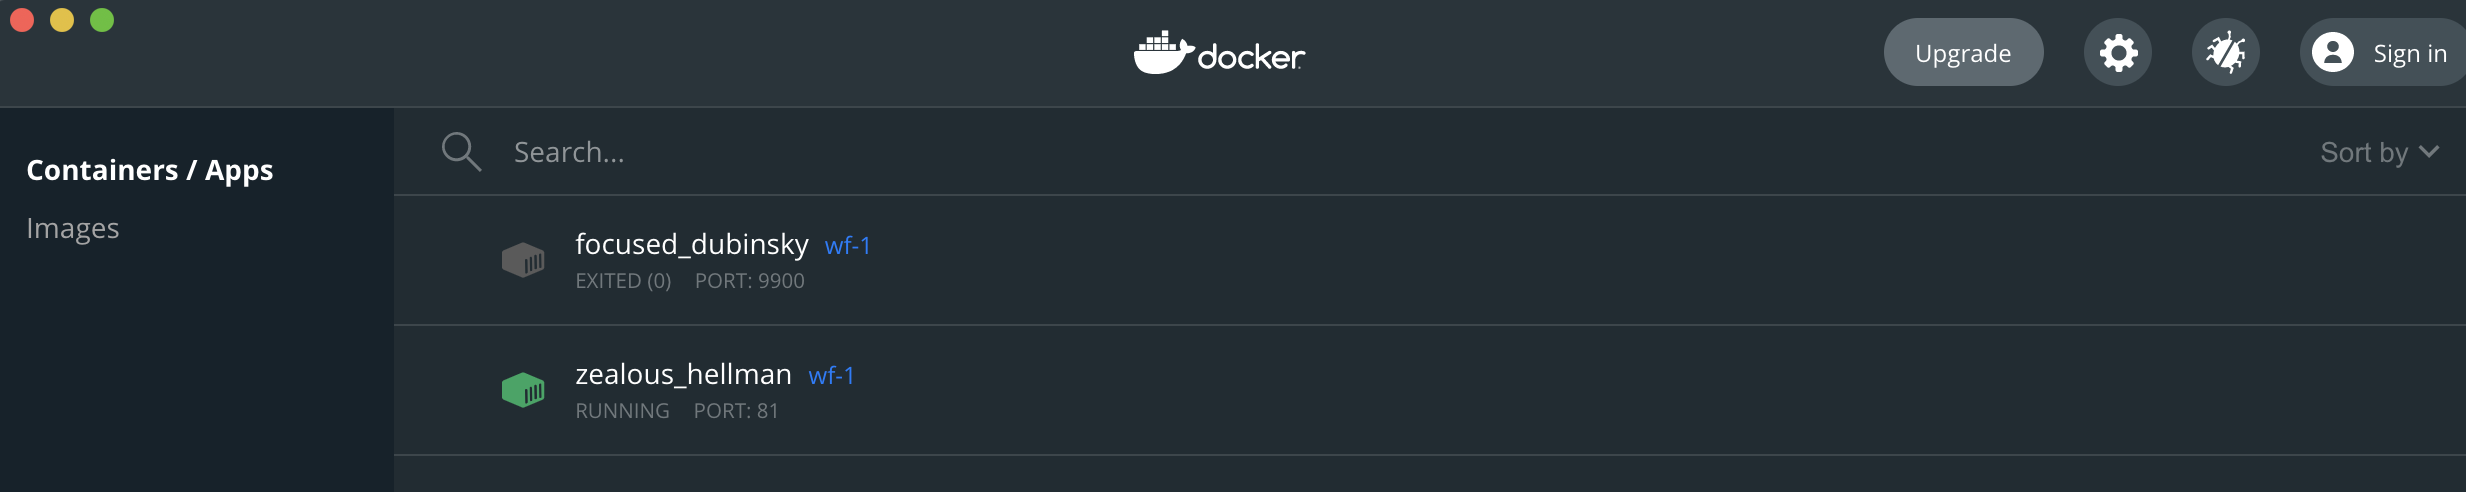 docker
Upgrade
Sign in
Containers / Apps
Images
Search...
Sort by
focused_dubinsky wf-1
EXITED (0) PORT: 9900
zealous_hellman wf-1
RUNNING PORT: 81